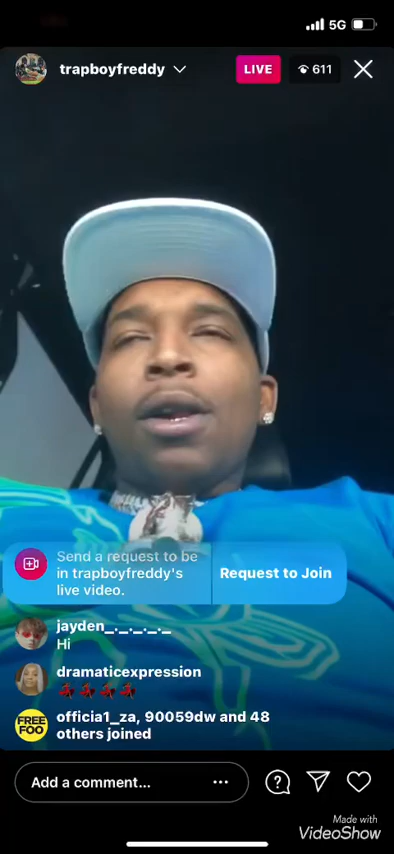 5G
trapboyfreddy
LIVE
611
Send a request to be
in trapboyfreddy's
live video.
Request to Join
jayden_._._._._
Hi
dramaticexpression
FREE
FOO
officia1_za, 90059dw and 48
others joined
Add a comment...
Made with
VideoShow